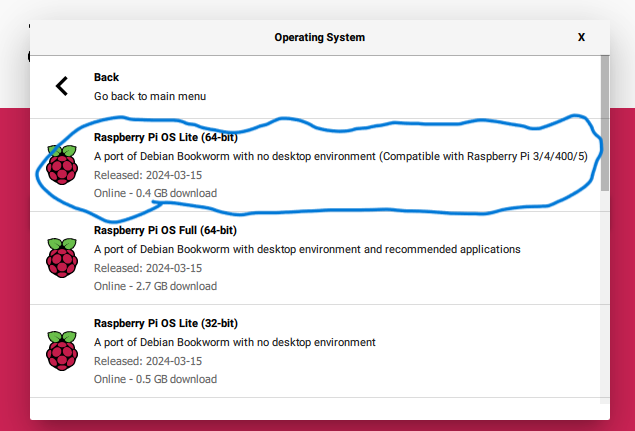 Operating System
X
Back
Go back to main menu
Raspberry Pi OS Lite (64-bit)
A port of Debian Bookworm with no desktop environment (Compatible with Raspberry Pi 3/4/400/5)
Released: 2024-03-15
Online - 0.4 GB download
Raspberry Pi OS Full (64-bit)
A port of Debian Bookworm with desktop environment and recommended applications
Released: 2024-03-15
Online - 2.7 GB download
Raspberry Pi OS Lite (32-bit)
A port of Debian Bookworm with no desktop environment
Released: 2024-03-15
Online - 0.5 GB download